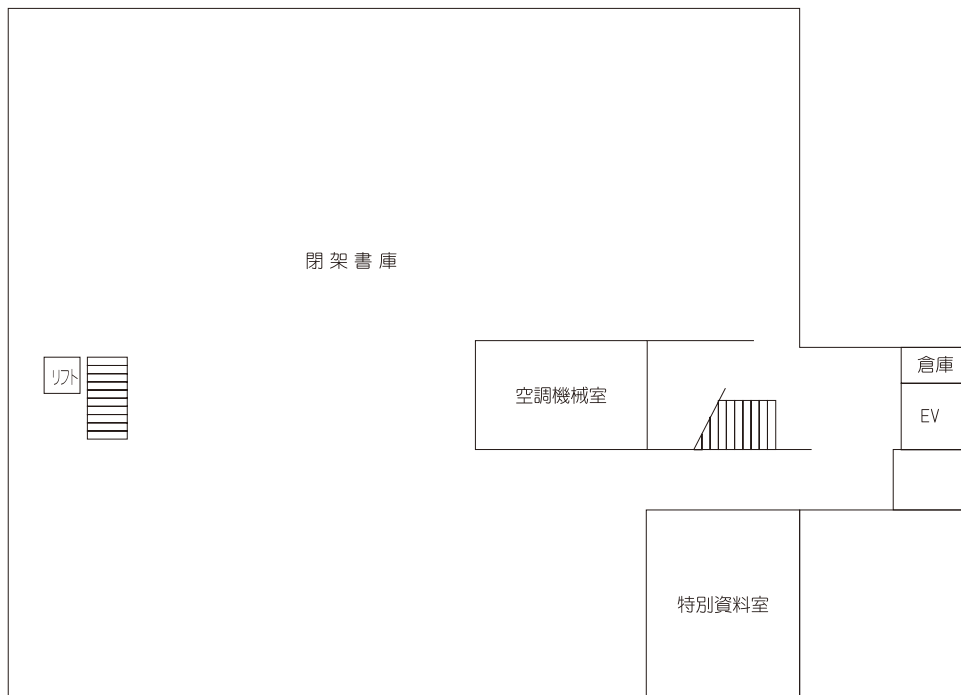 閉架書庫
リフト
空調機械室
倉庫
EV
特別資料室